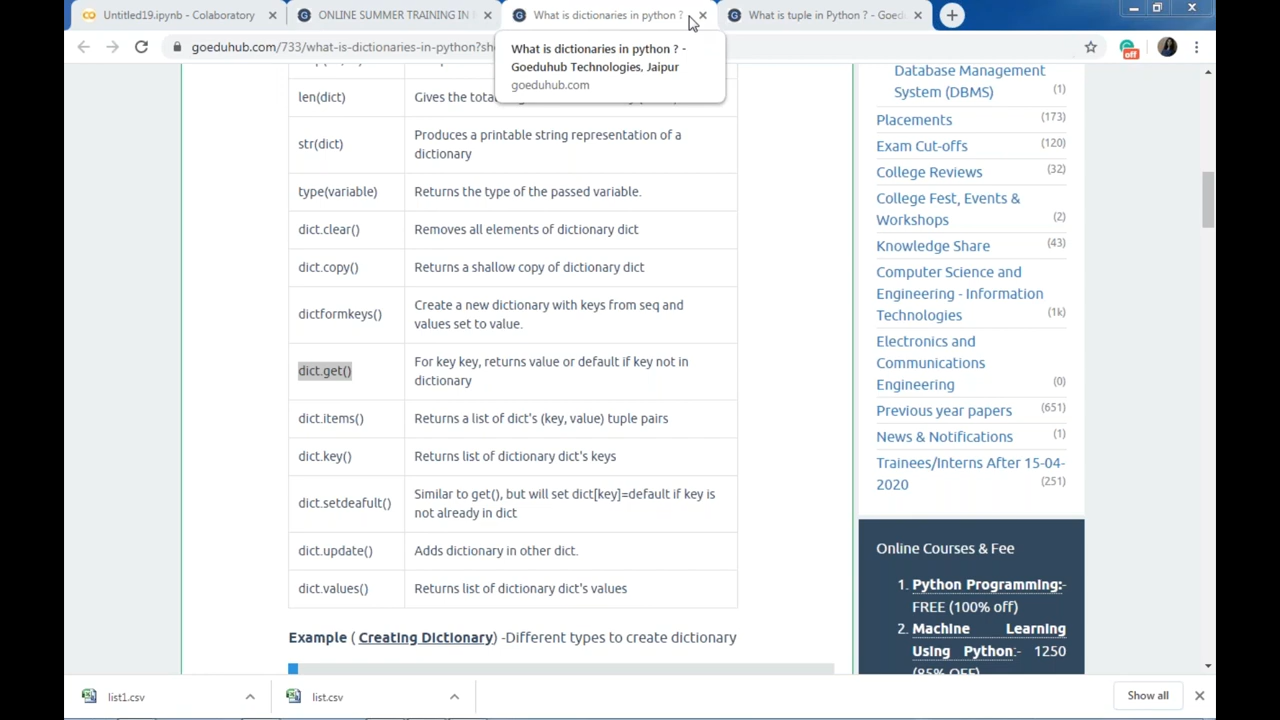 Untitled19.ipynb - Colaboratory
ONLINE SUMMER TRAINING IN
What is dictionaries in python ?
What is tuple in Python ? - Goed
goeduhub.com/733/what-is-dictionaries-in-python?sh
What is dictionaries in python ? -
Goeduhub Technologies, Jaipur
goeduhub.com
off
len(dict)
Gives the total
str(dict)
Produces a printable string representation of a
dictionary
type(variable)
Returns the type of the passed variable.
dict.clear()
Removes all elements of dictionary dict
dict.copy()
Returns a shallow copy of dictionary dict
dictformkeys()
Create a new dictionary with keys from seq and
values set to value.
dict.get()
For key key, returns value or default if key not in
dictionary
dict.items()
Returns a list of dict's (key, value) tuple pairs
dict.key()
Returns list of dictionary dict's keys
dict.setdeafult()
Similar to get(), but will set dict[key]=default if key is
not already in dict
dict.update()
Adds dictionary in other dict.
dict.values()
Returns list of dictionary dict's values
Example ( Creating Dictionary) -Different types to create dictionary
Database Management
System (DBMS) (1)
Placements (173)
Exam Cut-offs (120)
College Reviews (32)
College Fest, Events &
Workshops (2)
Knowledge Share (43)
Computer Science and
Engineering - Information
Technologies (1k)
Electronics and
Communications
Engineering (0)
Previous year papers (651)
News & Notifications (1)
Trainees/Interns After 15-04-
2020 (251)
Online Courses & Fee
1. Python Programming:-
FREE (100% off)
2. Machine Learning
Using Python:- 1250
(85% OFF)
list1.csv
list.csv
Show all